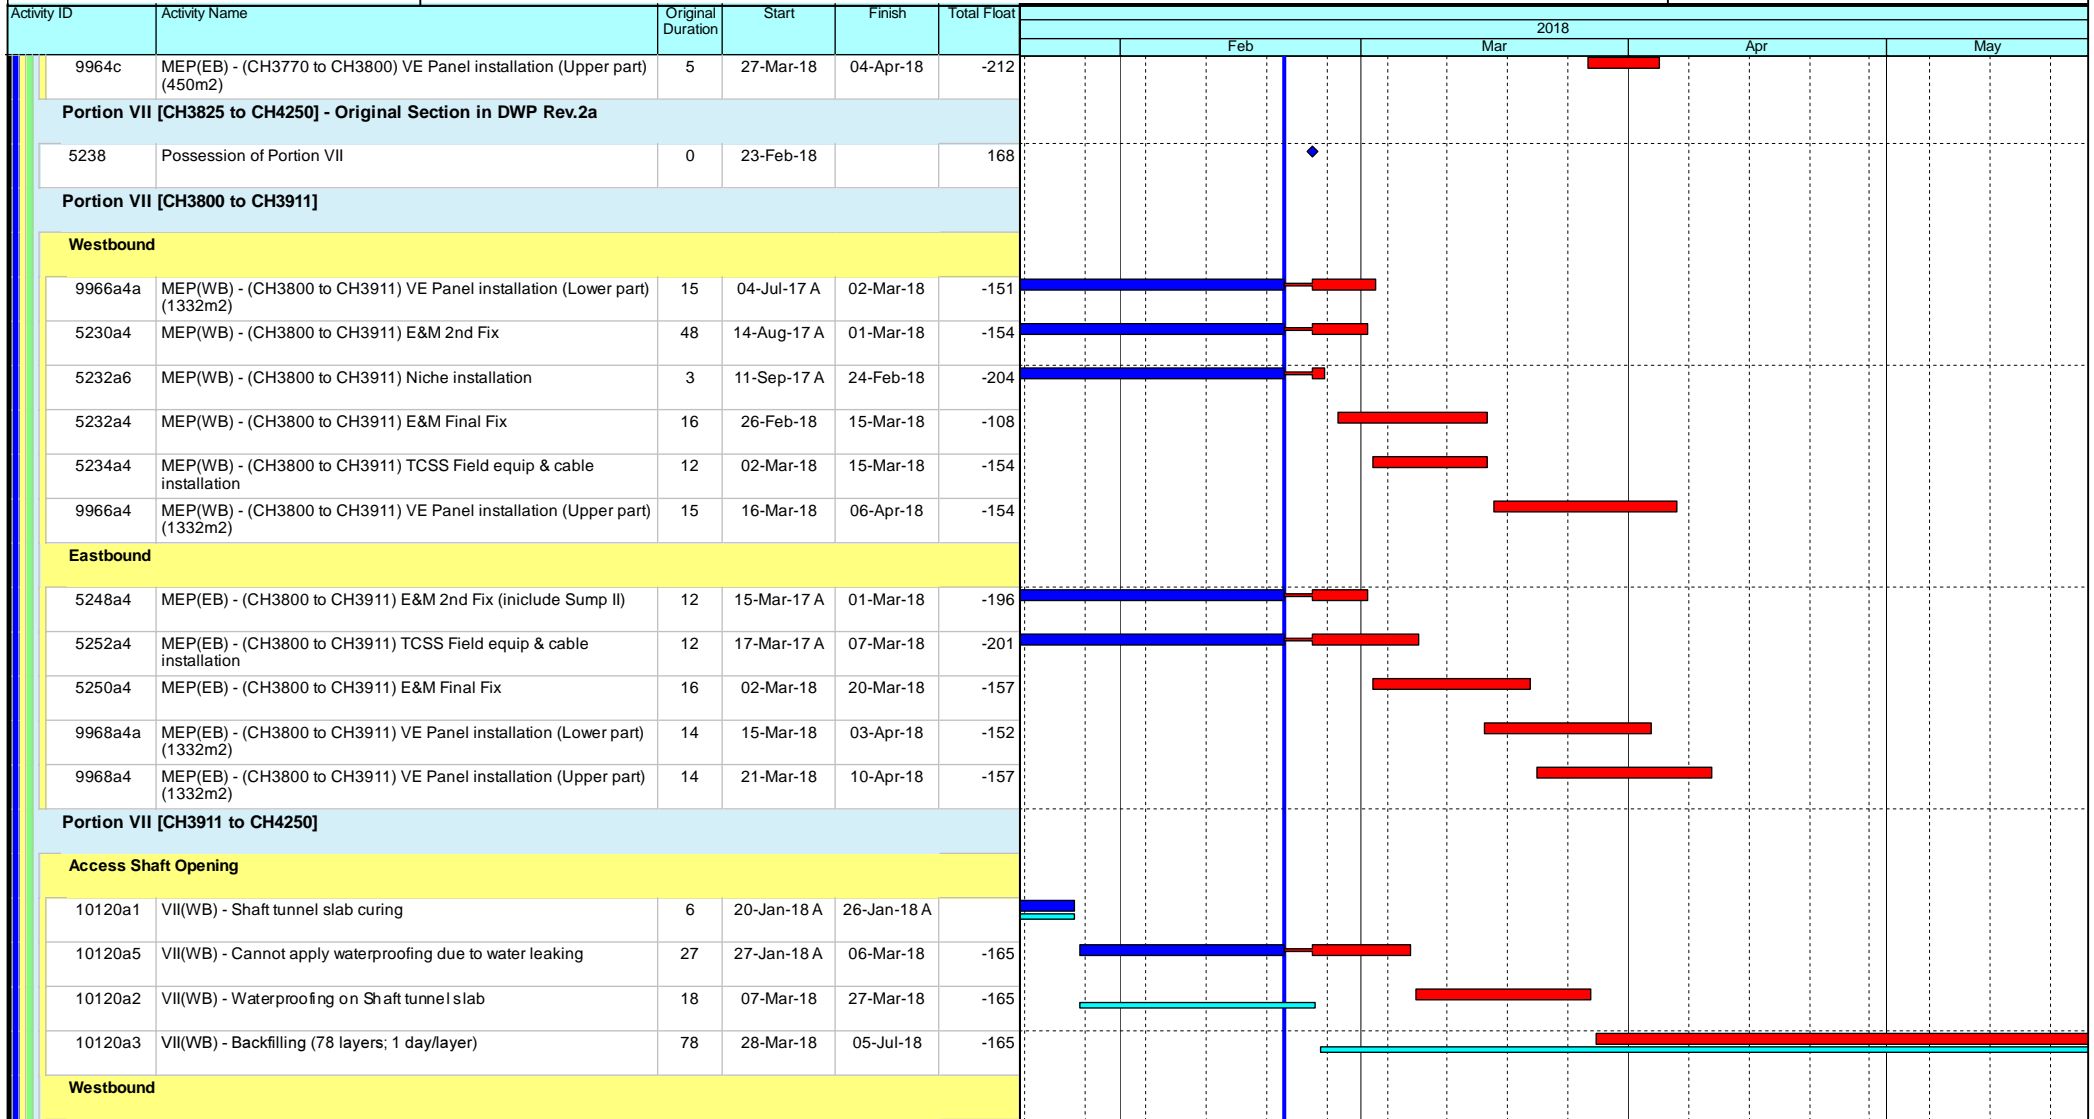 Activity ID Activity Name Original Duration Start Finish Total Float
2018
Feb Mar Apr May
9964c MEP(EB) - (CH3770 to CH3800) VE Panel installation (Upper part) (450m2) 5 27-Mar-18 04-Apr-18 -212
Portion VII [CH3825 to CH4250] - Original Section in DWP Rev.2a
5238 Possession of Portion VII 0 23-Feb-18 168
Portion VII [CH3800 to CH3911]
Westbound
9966a4a MEP(WB) - (CH3800 to CH3911) VE Panel installation (Lower part) (1332m2) 15 04-Jul-17 A 02-Mar-18 -151
5230a4 MEP(WB) - (CH3800 to CH3911) E&M 2nd Fix 48 14-Aug-17 A 01-Mar-18 -154
5232a6 MEP(WB) - (CH3800 to CH3911) Niche installation 3 11-Sep-17 A 24-Feb-18 -204
5232a4 MEP(WB) - (CH3800 to CH3911) E&M Final Fix 16 26-Feb-18 15-Mar-18 -108
5234a4 MEP(WB) - (CH3800 to CH3911) TCSS Field equip & cable installation 12 02-Mar-18 15-Mar-18 -154
9966a4 MEP(WB) - (CH3800 to CH3911) VE Panel installation (Upper part) (1332m2) 15 16-Mar-18 06-Apr-18 -154
Eastbound
5248a4 MEP(EB) - (CH3800 to CH3911) E&M 2nd Fix (iniclude Sump II) 12 15-Mar-17 A 01-Mar-18 -196
5252a4 MEP(EB) - (CH3800 to CH3911) TCSS Field equip & cable installation 12 17-Mar-17 A 07-Mar-18 -201
5250a4 MEP(EB) - (CH3800 to CH3911) E&M Final Fix 16 02-Mar-18 20-Mar-18 -157
9968a4a MEP(EB) - (CH3800 to CH3911) VE Panel installation (Lower part) (1332m2) 14 15-Mar-18 03-Apr-18 -152
9968a4 MEP(EB) - (CH3800 to CH3911) VE Panel installation (Upper part) (1332m2) 14 21-Mar-18 10-Apr-18 -157
Portion VII [CH3911 to CH4250]
Access Shaft Opening
10120a1 VII(WB) - Shaft tunnel slab curing 6 20-Jan-18 A 26-Jan-18 A
10120a5 VII(WB) - Cannot apply waterproofing due to water leaking 27 27-Jan-18 A 06-Mar-18 -165
10120a2 VII(WB) - Waterproofing on Shaft tunnel slab 18 07-Mar-18 27-Mar-18 -165
10120a3 VII(WB) - Backfilling (78 layers; 1 day/layer) 78 28-Mar-18 05-Jul-18 -165
Westbound